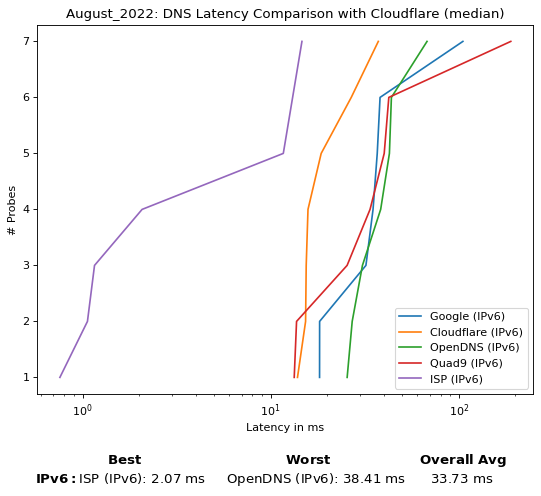 August_2022: DNS Latency Comparison with Cloudflare (median)
# Probes
7
6
5
4
3
2
1
Google (IPv6)
Cloudflare (IPv6)
OpenDNS (IPv6)
Quad9 (IPv6)
ISP (IPv6)
10⁰ 10¹ 10²
Latency in ms
Best Worst Overall Avg
IPv6: ISP (IPv6): 2.07 ms OpenDNS (IPv6): 38.41 ms 33.73 ms